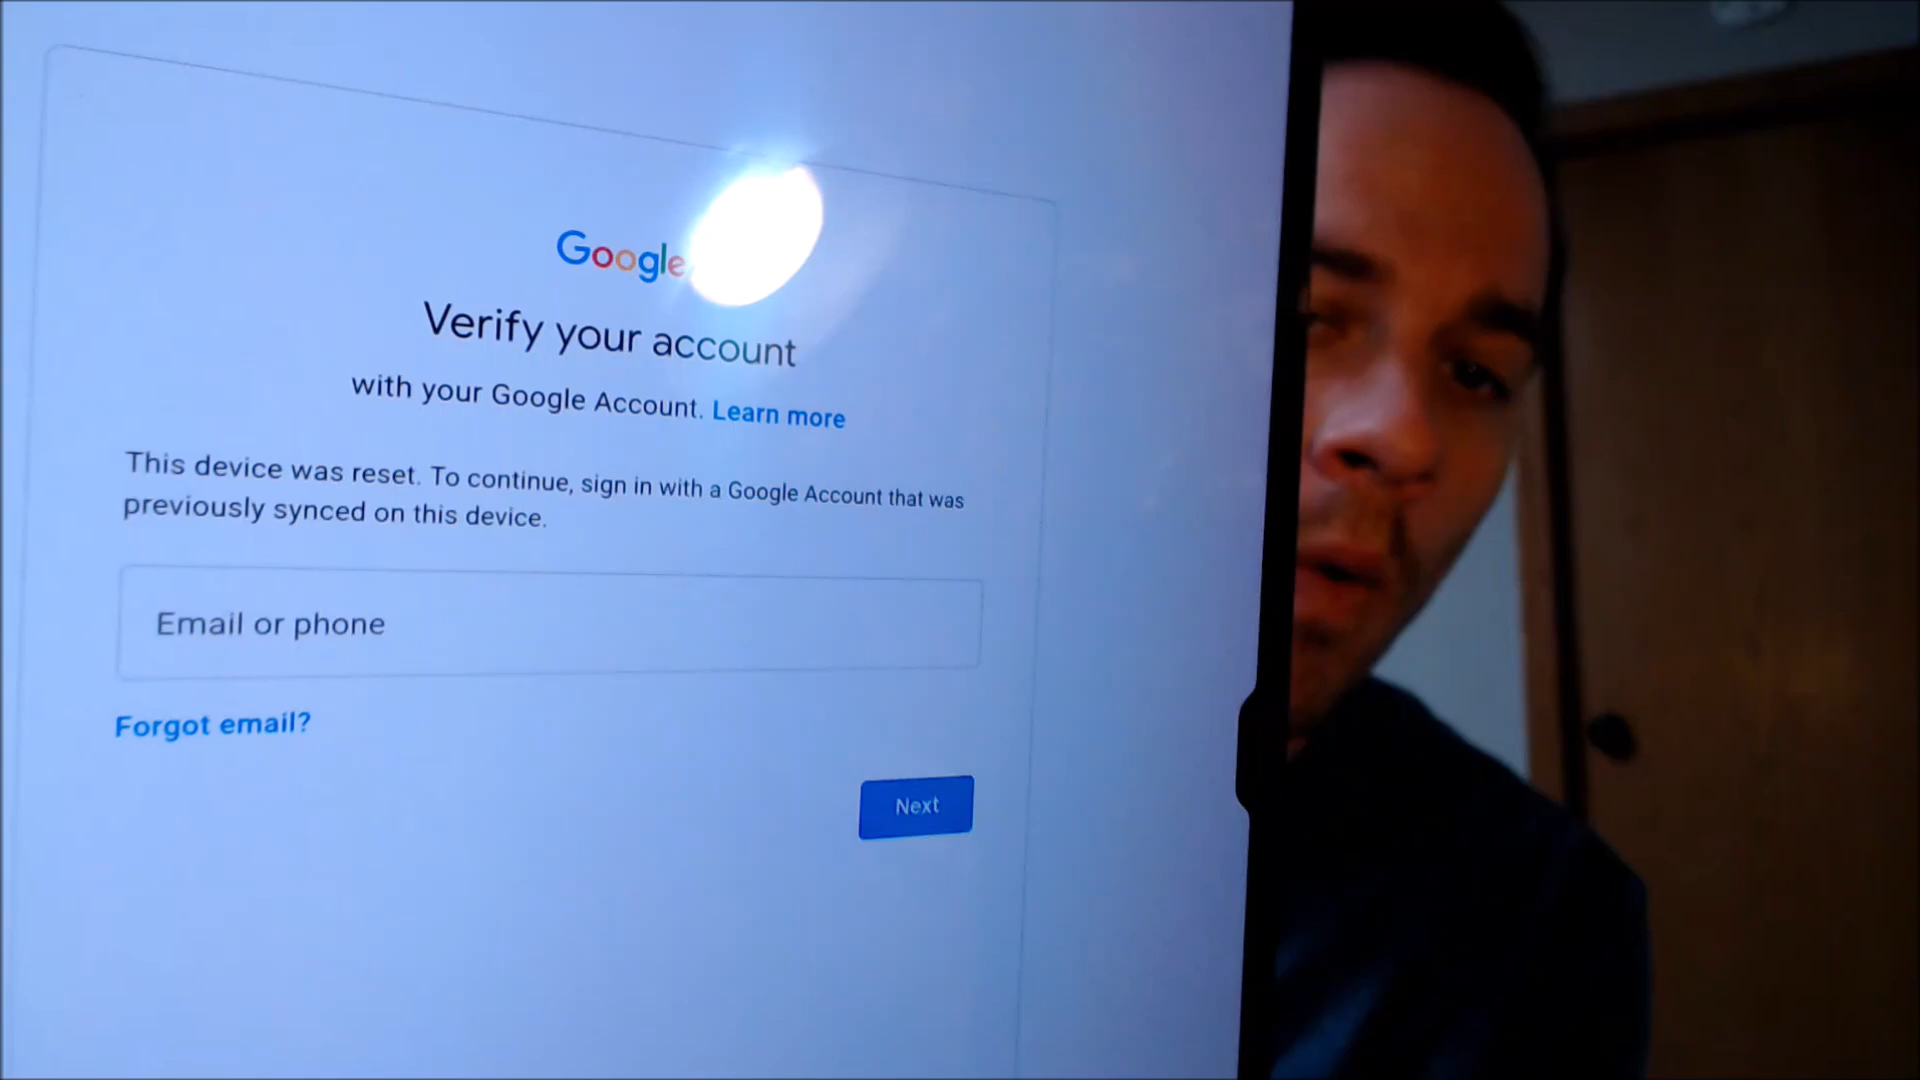 Google
Verify your account
with your Google Account. Learn more
This device was reset. To continue, sign in with a Google Account that was
previously synced on this device.
Email or phone
Forgot email?
Next